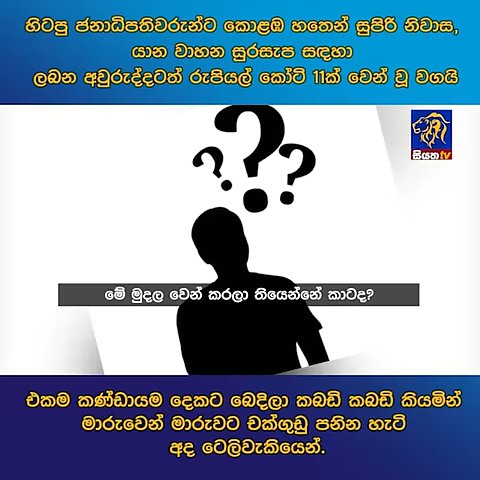 හිටපු ජනාධිපතිවරුන්ට කොළඹ හතෙන් සුපිරි නිවාස,
යාන වාහන සුරසැප සඳහා
ලබන අවුරුද්දටත් රුපියල් කෝටි 11ක් වෙන් වූ වගයි
? ? ?
සියත tv
මේ මුදල වෙන් කරලා තියෙන්නේ කාටද?
එකම කණ්ඩායම දෙකට බෙදිලා කබඩි කබඩි කියමින්
මාරුවෙන් මාරුවට චක්ගුඩු පනින හැටි
අද ටෙලිවැකියෙන්.